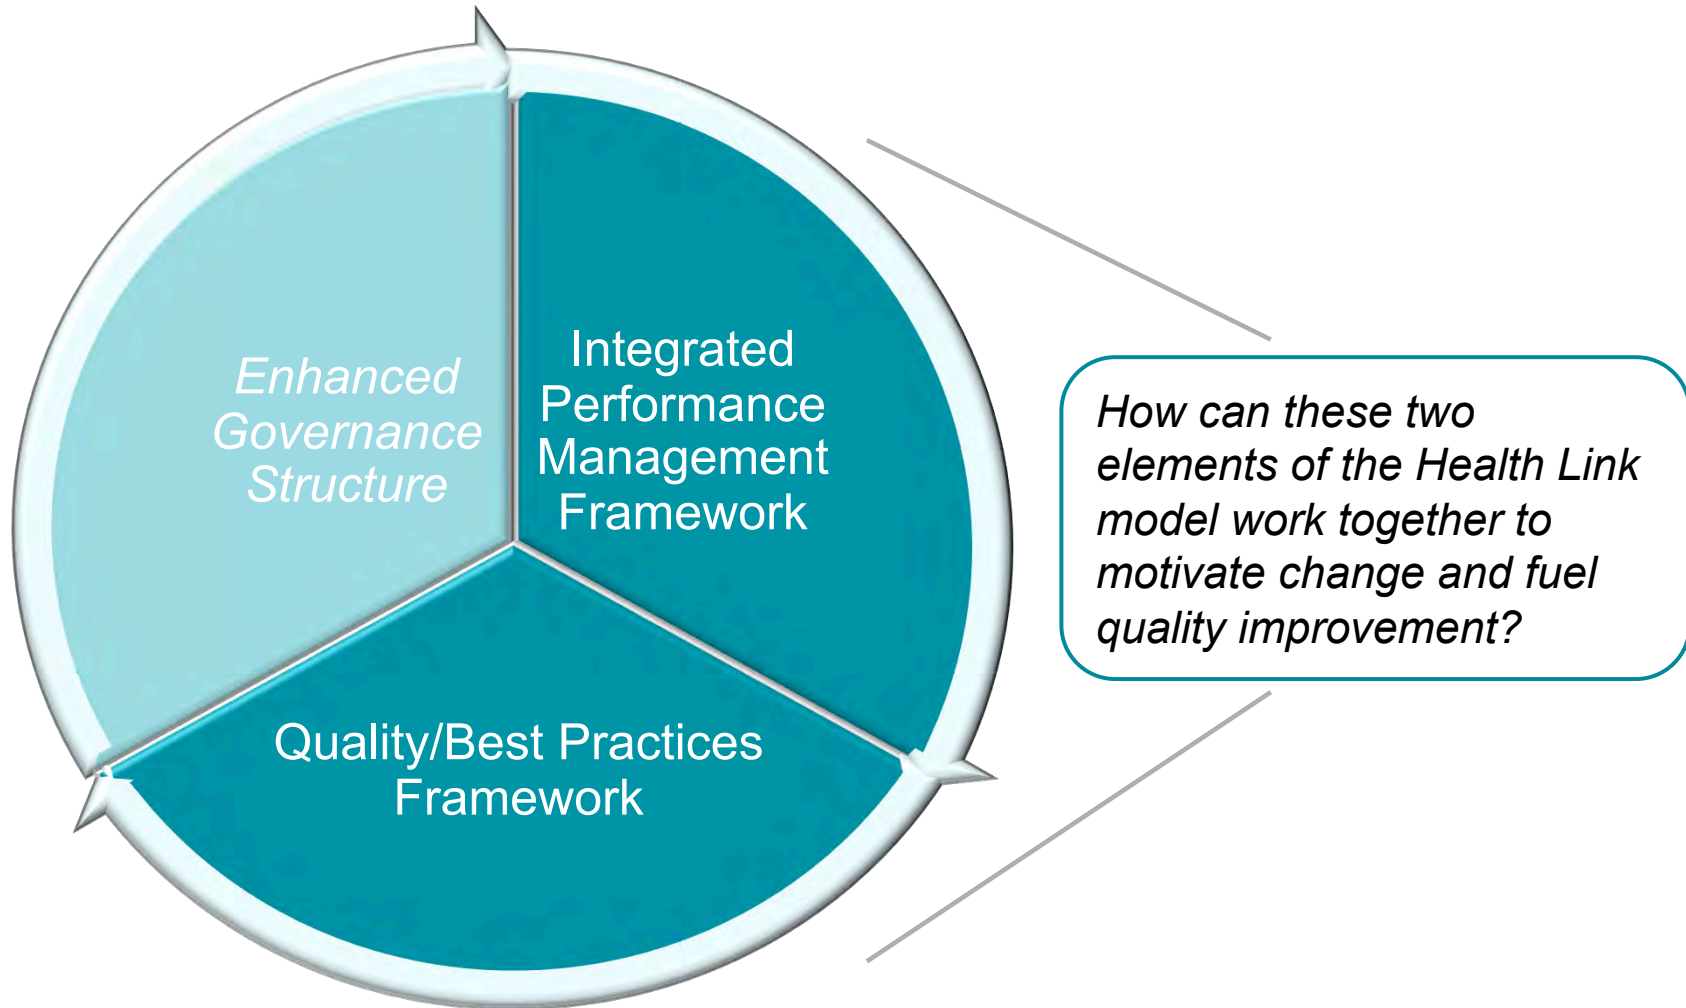 Enhanced
Governance
Structure
Integrated
Performance
Management
Framework
Quality/Best Practices
Framework
How can these two
elements of the Health Link
model work together to
motivate change and fuel
quality improvement?